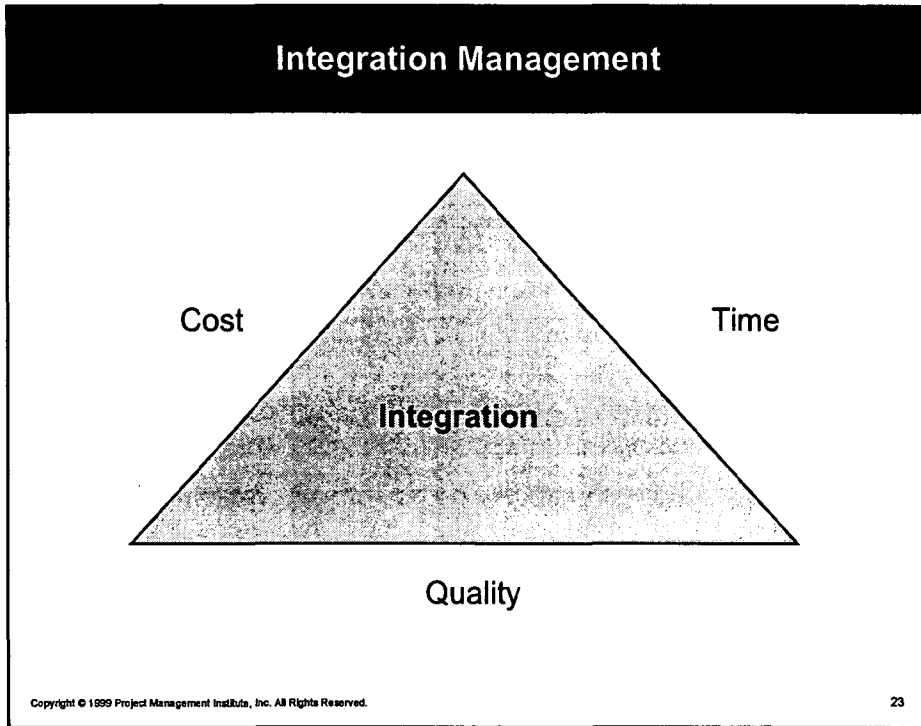 Integration Management
Cost
Time
Integration
Quality
Copyright © 1999 Project Management Institute, Inc. All Rights Reserved.
23